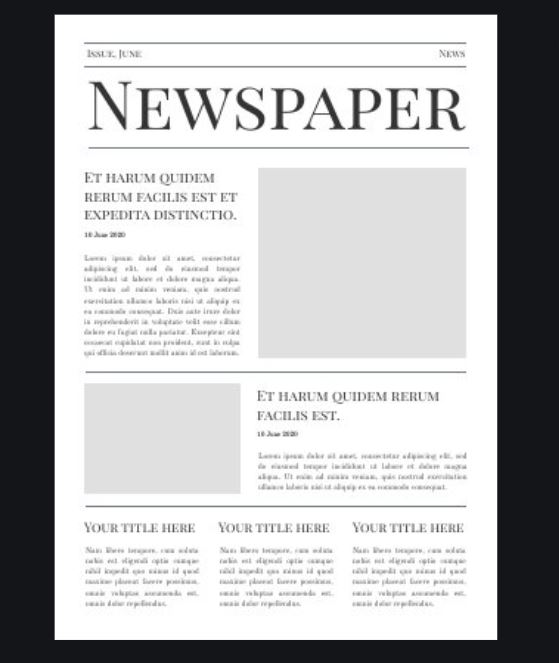 Issue, June
News
Newspaper
Et harum quidem
rerum facilis est et
expedita distinctio.
10 June 2020
Lorem ipsum dolor sit amet, consectetur
adipiscing elit, sed do eiusmod tempor
incididunt ut labore et dolore magna aliqua.
Ut enim ad minim veniam, quis nostrud
exercitation ullamco laboris nisi ut aliquip ex
ea commodo consequat. Duis aute irure dolor
in reprehenderit in voluptate velit esse cillum
dolore eu fugiat nulla pariatur. Excepteur sint
occaecat cupidatat non proident, sunt in culpa
qui officia deserunt mollit anim id est laborum.
Et harum quidem rerum
facilis est.
10 June 2020
Lorem ipsum dolor sit amet, consectetur adipiscing elit, sed
do eiusmod tempor incididunt ut labore et dolore magna
aliqua. Ut enim ad minim veniam, quis nostrud exercitation
ullamco laboris nisi ut aliquip ex ea commodo consequat.
Your title here
Nam libero tempore, cum soluta
nobis est eligendi optio cumque
nihil impedit quo minus id quod
maxime placeat facere possimus,
omnis voluptas assumenda est,
omnis dolor repellendus.
Your title here
Nam libero tempore, cum soluta
nobis est eligendi optio cumque
nihil impedit quo minus id quod
maxime placeat facere possimus,
omnis voluptas assumenda est,
omnis dolor repellendus.
Your title here
Nam libero tempore, cum soluta
nobis est eligendi optio cumque
nihil impedit quo minus id quod
maxime placeat facere possimus,
omnis voluptas assumenda est,
omnis dolor repellendus.